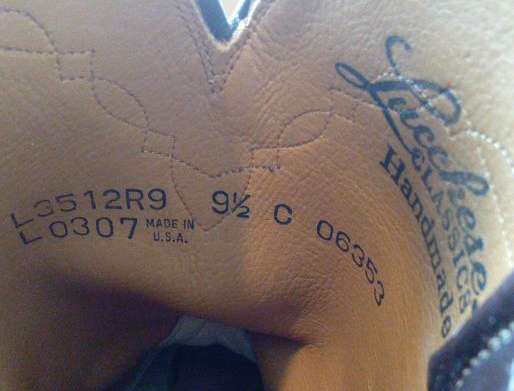 L3512R9 9½ C 06353
L0307 MADE IN
U.S.A.
Lucchese
CLASSICS
Handmade